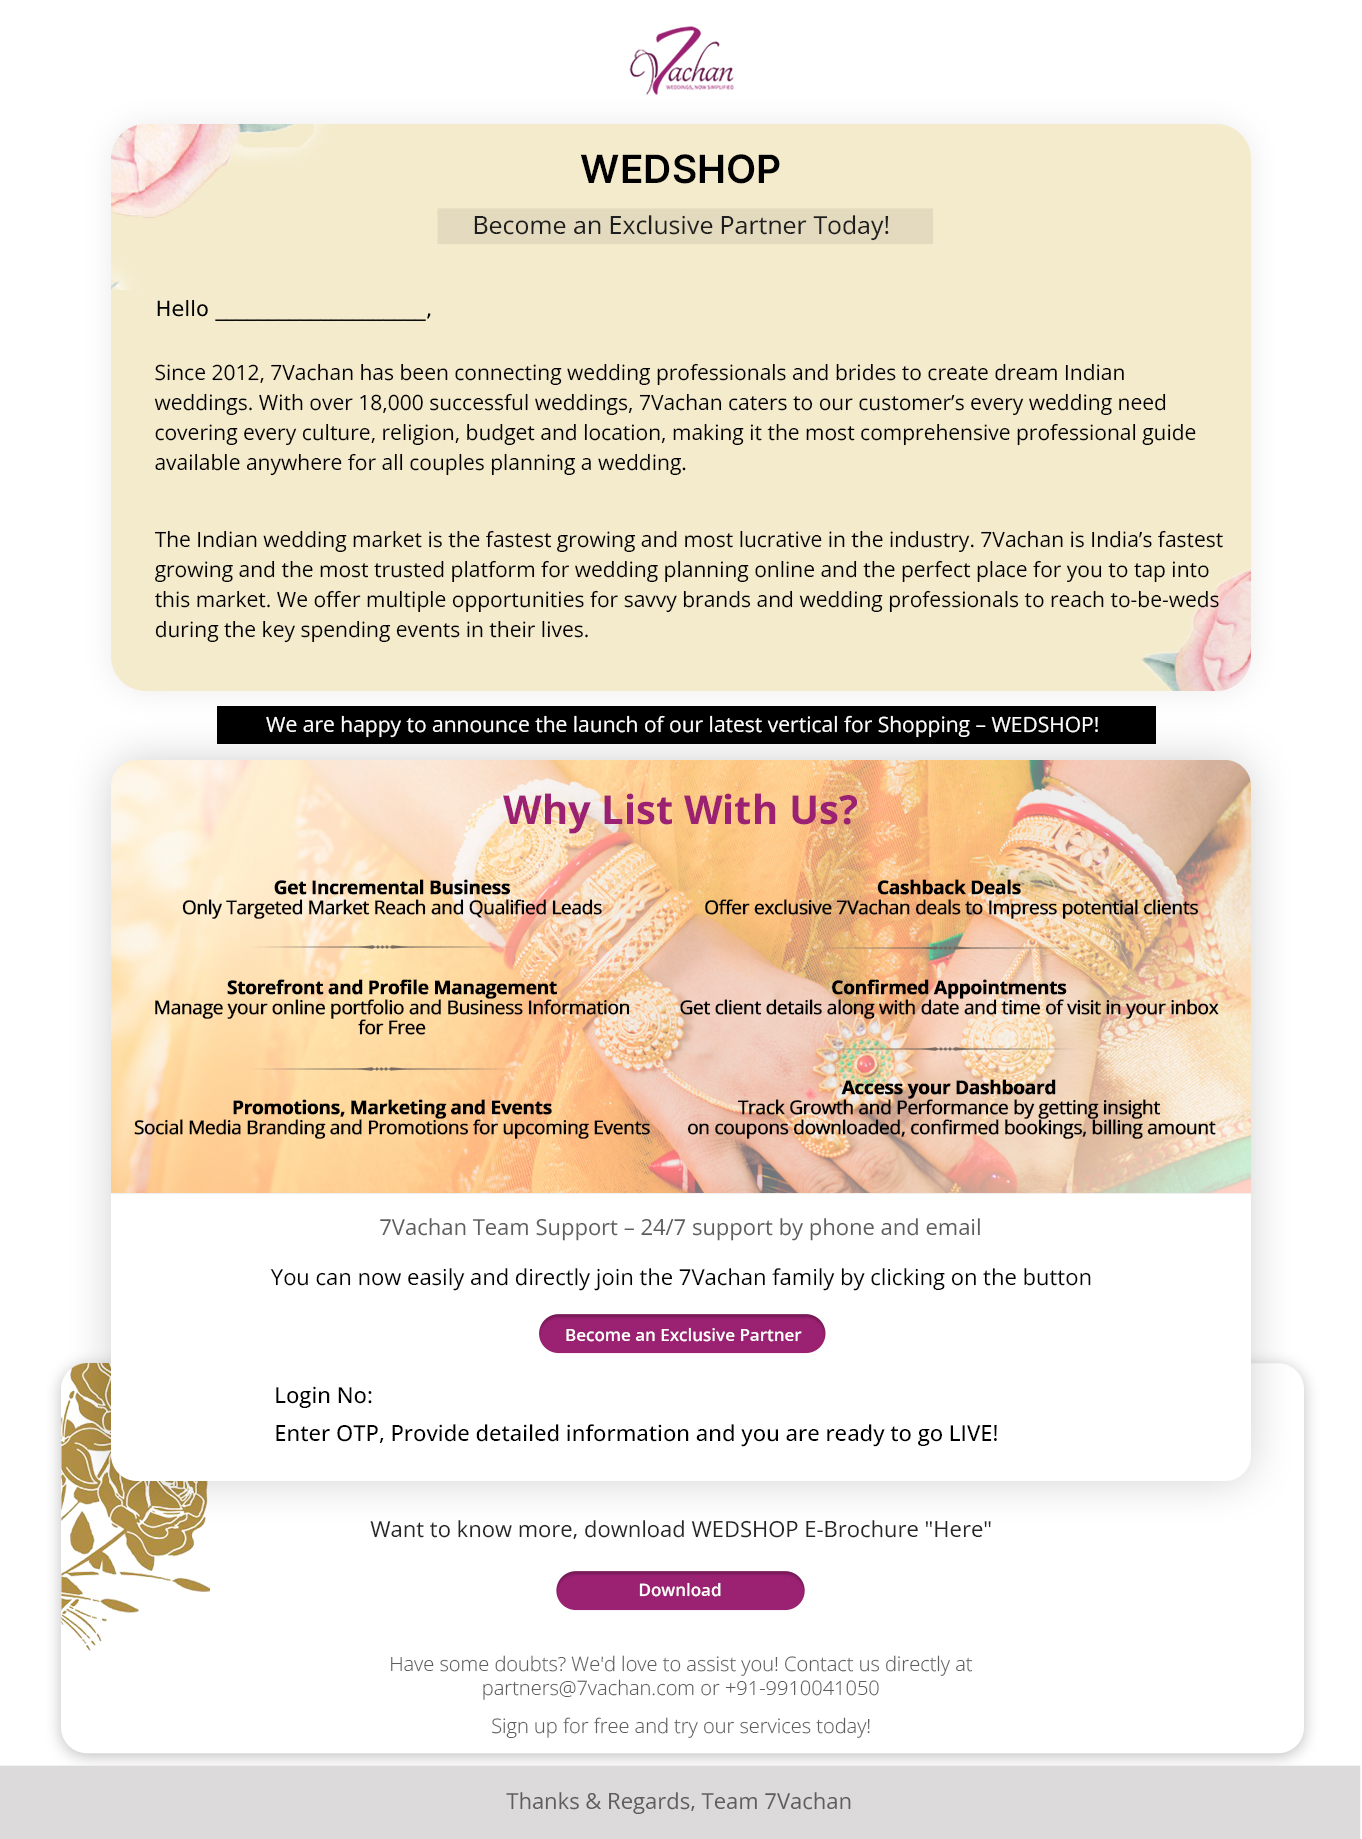 7Vachan
WEDDINGS, NOW SIMPLIFIED
WEDSHOP
Become an Exclusive Partner Today!
Hello ___________________,
Since 2012, 7Vachan has been connecting wedding professionals and brides to create dream Indian
weddings. With over 18,000 successful weddings, 7Vachan caters to our customer’s every wedding need
covering every culture, religion, budget and location, making it the most comprehensive professional guide
available anywhere for all couples planning a wedding.
The Indian wedding market is the fastest growing and most lucrative in the industry. 7Vachan is India’s fastest
growing and the most trusted platform for wedding planning online and the perfect place for you to tap into
this market. We offer multiple opportunities for savvy brands and wedding professionals to reach to-be-weds
during the key spending events in their lives.
We are happy to announce the launch of our latest vertical for Shopping – WEDSHOP!
Why List With Us?
Get Incremental Business
Only Targeted Market Reach and Qualified Leads
Storefront and Profile Management
Manage your online portfolio and Business Information
for Free
Promotions, Marketing and Events
Social Media Branding and Promotions for upcoming Events
Cashback Deals
Offer exclusive 7Vachan deals to Impress potential clients
Confirmed Appointments
Get client details along with date and time of visit in your inbox
Access your Dashboard
Track Growth and Performance by getting insight
on coupons downloaded, confirmed bookings, billing amount
7Vachan Team Support – 24/7 support by phone and email
You can now easily and directly join the 7Vachan family by clicking on the button
Become an Exclusive Partner
Login No:
Enter OTP, Provide detailed information and you are ready to go LIVE!
Want to know more, download WEDSHOP E-Brochure "Here"
Download
Have some doubts? We'd love to assist you! Contact us directly at
partners@7vachan.com or +91-9910041050
Sign up for free and try our services today!
Thanks & Regards, Team 7Vachan